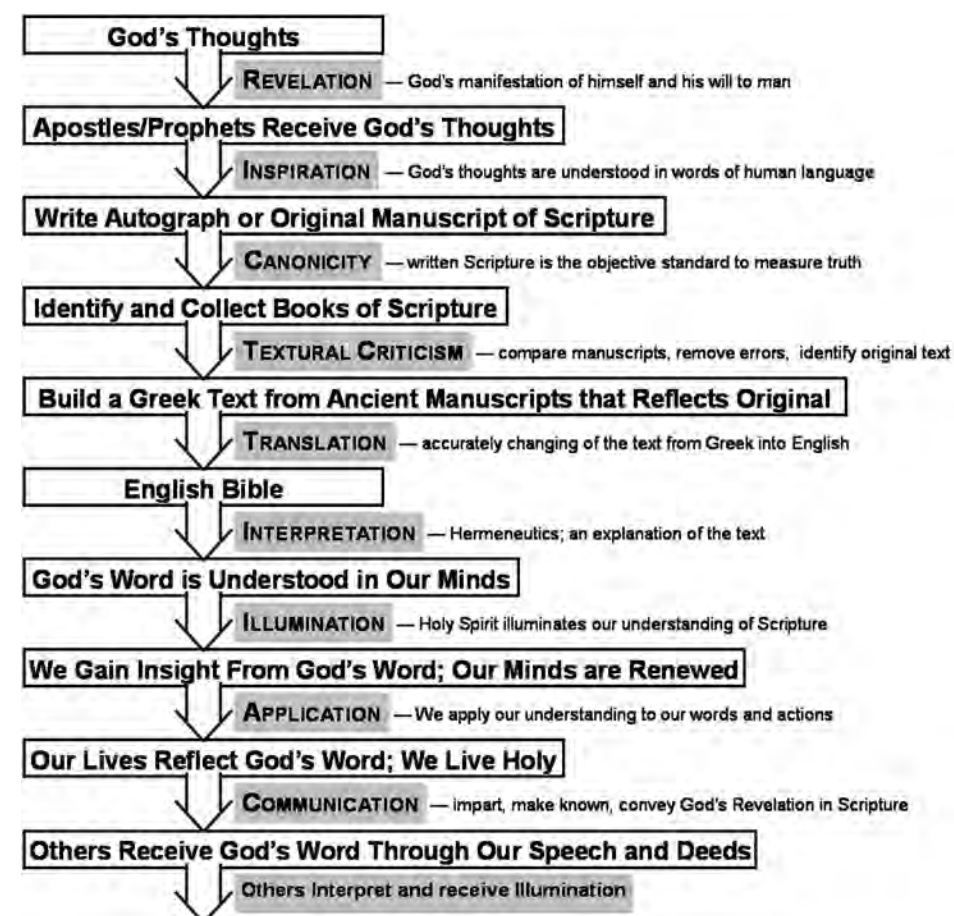 God's Thoughts
REVELATION — God's manifestation of himself and his will to man
Apostles/Prophets Receive God's Thoughts
INSPIRATION — God's thoughts are understood in words of human language
Write Autograph or Original Manuscript of Scripture
CANONICITY — written Scripture is the objective standard to measure truth
Identify and Collect Books of Scripture
TEXTURAL CRITICISM — compare manuscripts, remove errors, identify original text
Build a Greek Text from Ancient Manuscripts that Reflects Original
TRANSLATION — accurately changing of the text from Greek into English
English Bible
INTERPRETATION — Hermeneutics; an explanation of the text
God's Word is Understood in Our Minds
ILLUMINATION — Holy Spirit illuminates our understanding of Scripture
We Gain Insight From God's Word; Our Minds are Renewed
APPLICATION — We apply our understanding to our words and actions
Our Lives Reflect God's Word; We Live Holy
COMMUNICATION — impart, make known, convey God's Revelation in Scripture
Others Receive God's Word Through Our Speech and Deeds
Others Interpret and receive Illumination